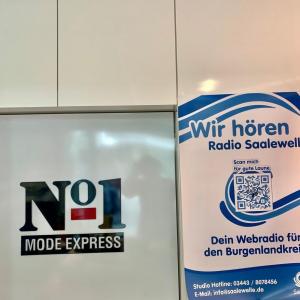 No1
MODE EXPRESS
Wir hören
Radio Saalewelle
Scan mich
für gute Laune.
Dein Webradio für
den Burgenlandkrei
Studio Hotline: 03443 / 8078456
E-Mail: info@saalewelle.de